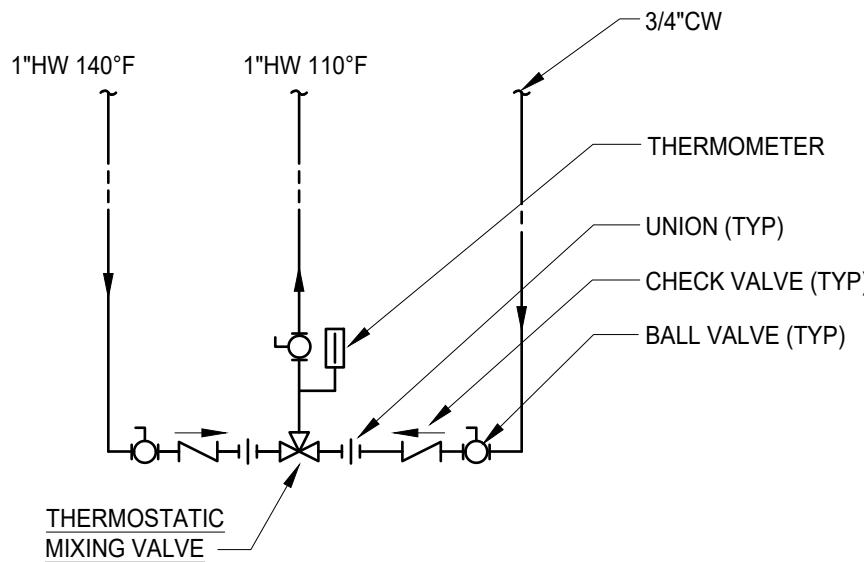 3/4"CW
1"HW 140°F
1"HW 110°F
THERMOMETER
UNION (TYP)
CHECK VALVE (TYP)
BALL VALVE (TYP)
THERMOSTATIC
MIXING VALVE